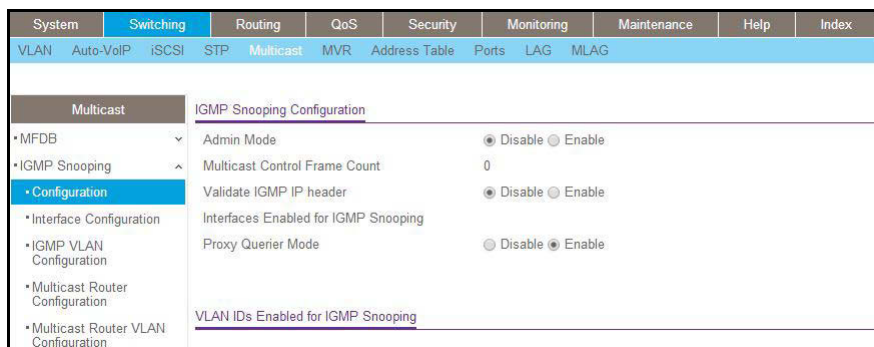 System Switching Routing QoS Security Monitoring Maintenance Help Index
VLAN Auto-VoIP iSCSI STP Multicast MVR Address Table Ports LAG MLAG
Multicast
MFDB
IGMP Snooping
Configuration
Interface Configuration
IGMP VLAN
Configuration
Multicast Router
Configuration
Multicast Router VLAN
Configuration
IGMP Snooping Configuration
Admin Mode Disable Enable
Multicast Control Frame Count 0
Validate IGMP IP header Disable Enable
Interfaces Enabled for IGMP Snooping
Proxy Querier Mode Disable Enable
VLAN IDs Enabled for IGMP Snooping